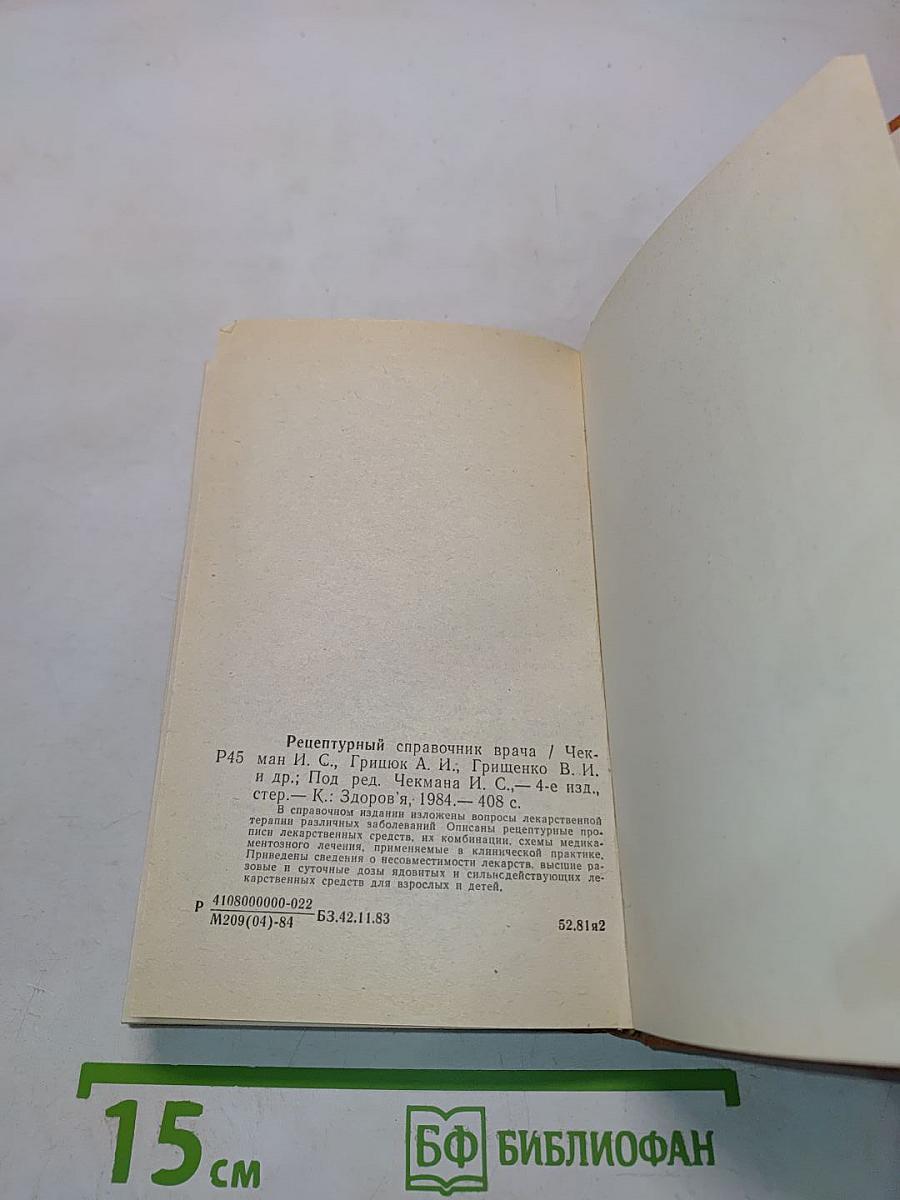 Рецептурный справочник врача / Чек-
Р45 ман И. С., Грицюк А. И., Грищенко В. И.
и др.; Под ред. Чекмана И. С.,— 4-е изд.,
стер.— К.: Здоров'я, 1984.— 408 с.
В справочном издании изложены вопросы лекарственной
терапии различных заболеваний Описаны рецептурные про-
писи лекарственных средств, их комбинации, схемы медика-
ментозного лечения, применяемые в клинической практике.
Приведены сведения о несовместимости лекарств, высшие ра-
зовые и суточные дозы ядовитых и сильнсдействующих ле-
карственных средств для взрослых и детей.
Р 4108000000-022
М209(04)-84 БЗ.42.11.83
52.81я2
15 см
БФ БИБЛИОФАН